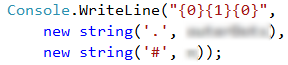 Console.WriteLine("{0}{1}{0}",
new string('.', ),
new string('#', ));